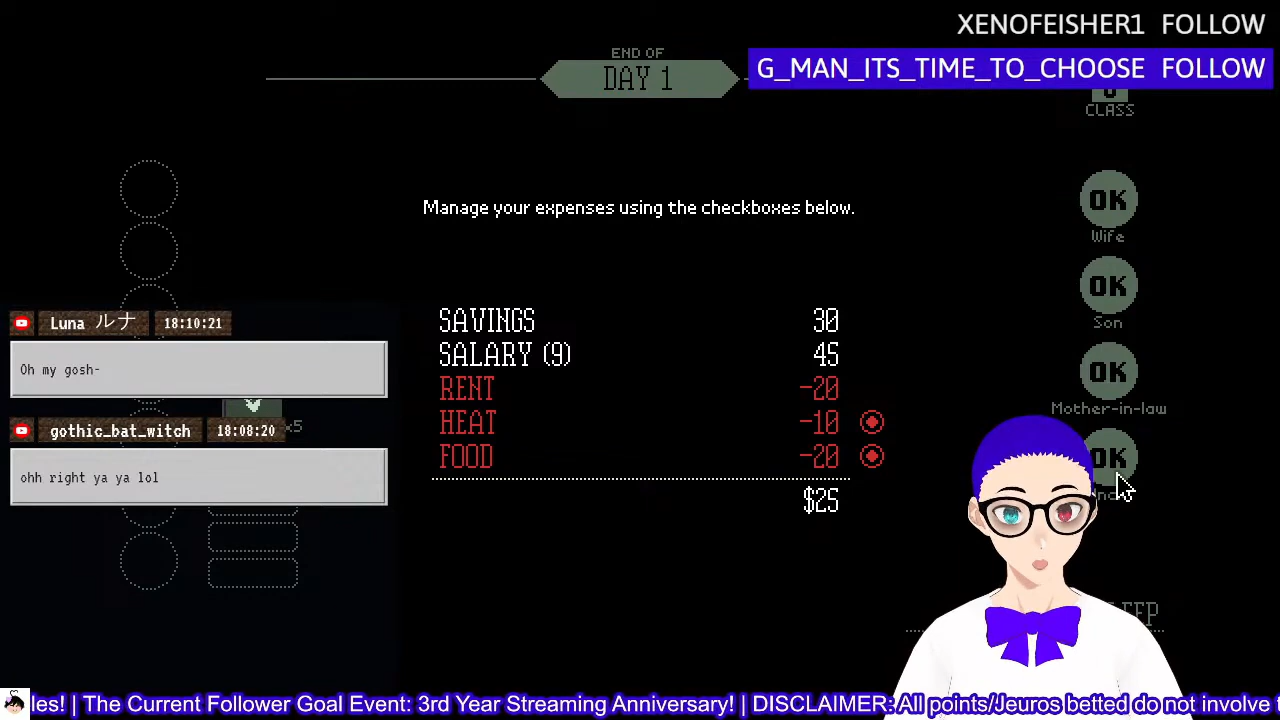 XENOFEISHER1 FOLLOW
G_MAN_ITS_TIME_TO_CHOOSE FOLLOW
END OF
DAY 1
CLASS
Manage your expenses using the checkboxes below.
OK
Wife
OK
Son
OK
Mother-in-law
OK
SAVINGS 30
SALARY (9) 45
RENT -20
HEAT -10
FOOD -20
$25
Luna ルナ 18:10:21
Oh my gosh-
x5
gothic_bat_witch 18:08:20
ohh right ya ya lol
les! | The Current Follower Goal Event: 3rd Year Streaming Anniversary! | DISCLAIMER: All points/Jeuros betted do not involve